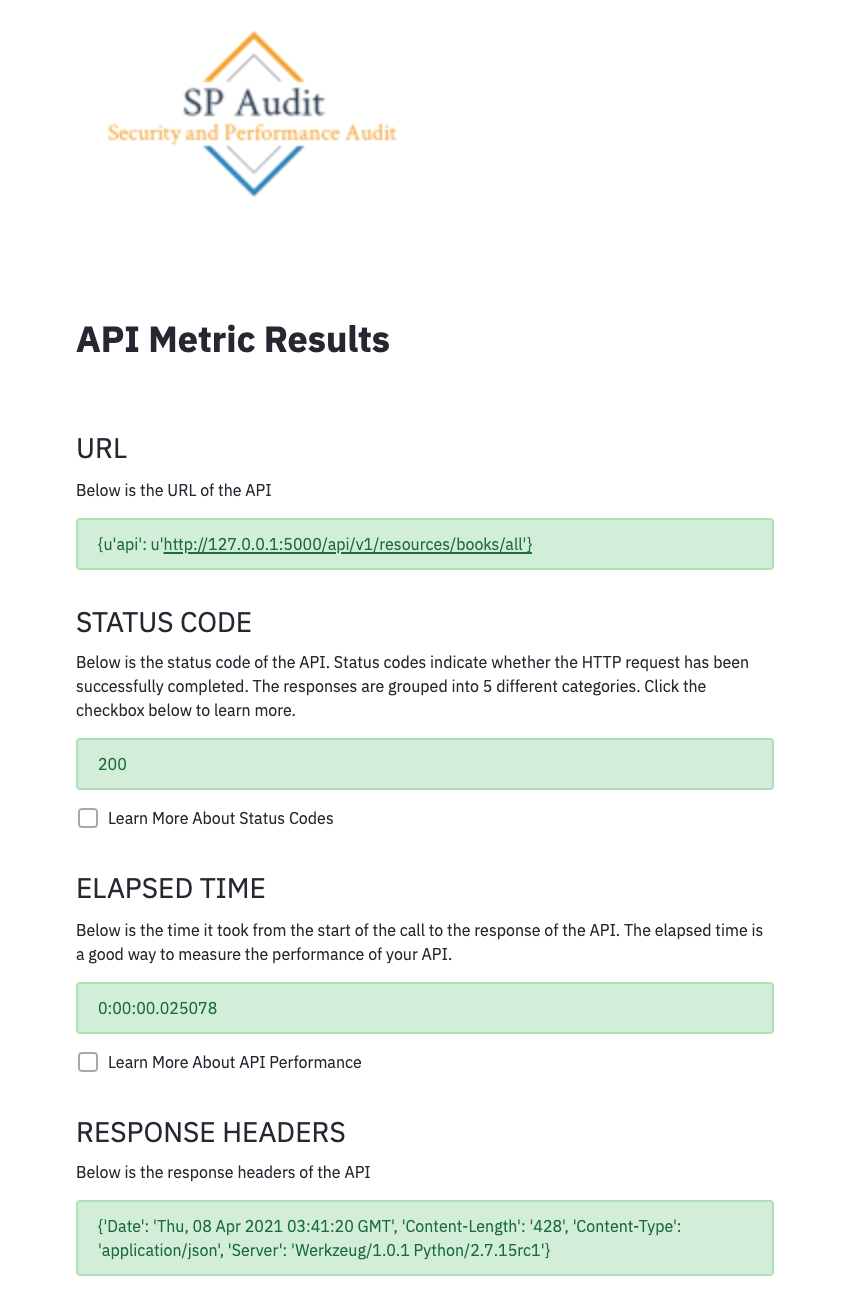 SP Audit
Security and Performance Audit
API Metric Results
URL
Below is the URL of the API
{u'api': u'http://127.0.0.1:5000/api/v1/resources/books/all'}
STATUS CODE
Below is the status code of the API. Status codes indicate whether the HTTP request has been
successfully completed. The responses are grouped into 5 different categories. Click the
checkbox below to learn more.
200
Learn More About Status Codes
ELAPSED TIME
Below is the time it took from the start of the call to the response of the API. The elapsed time is
a good way to measure the performance of your API.
0:00:00.025078
Learn More About API Performance
RESPONSE HEADERS
Below is the response headers of the API
{'Date': 'Thu, 08 Apr 2021 03:41:20 GMT', 'Content-Length': '428', 'Content-Type':
'application/json', 'Server': 'Werkzeug/1.0.1 Python/2.7.15rc1'}